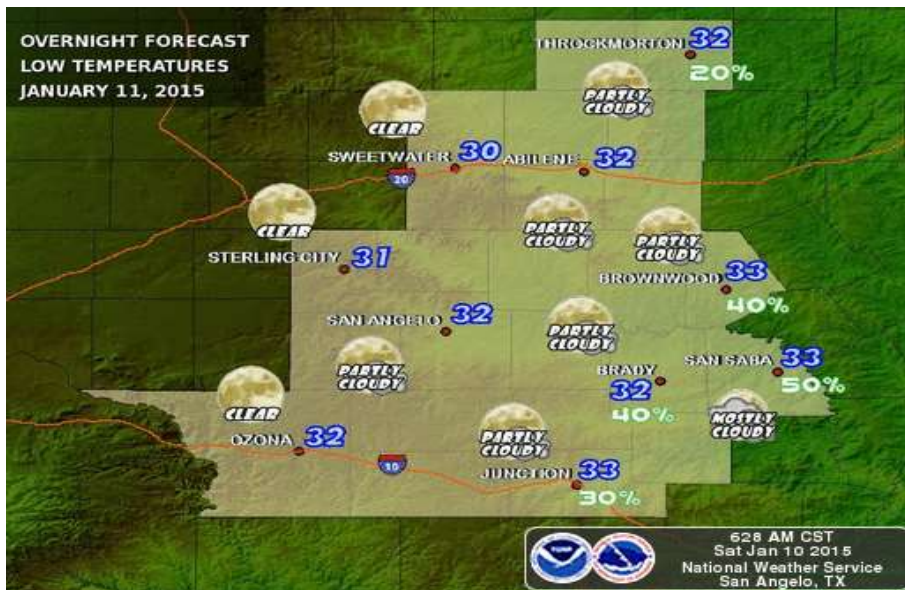 OVERNIGHT FORECAST
LOW TEMPERATURES
JANUARY 11, 2015
THROCKMORTON 32
20%
PARTLY
CLOUDY
CLEAR
SWEETWATER 30
ABILENE 32
20
CLEAR
PARTLY
CLOUDY
PARTLY
CLOUDY
STERLING CITY 31
BROWNWOOD 33
40%
SAN ANGELO 32
PARTLY
CLOUDY
PARTLY
CLOUDY
BRADY
32
40%
SAN SABA 33
50%
CLEAR
MOSTLY
CLOUDY
OZONA 32
PARTLY
CLOUDY
10
JUNCTION 33
30%
628 AM CST
Sat Jan 10 2015
National Weather Service
San Angelo, TX